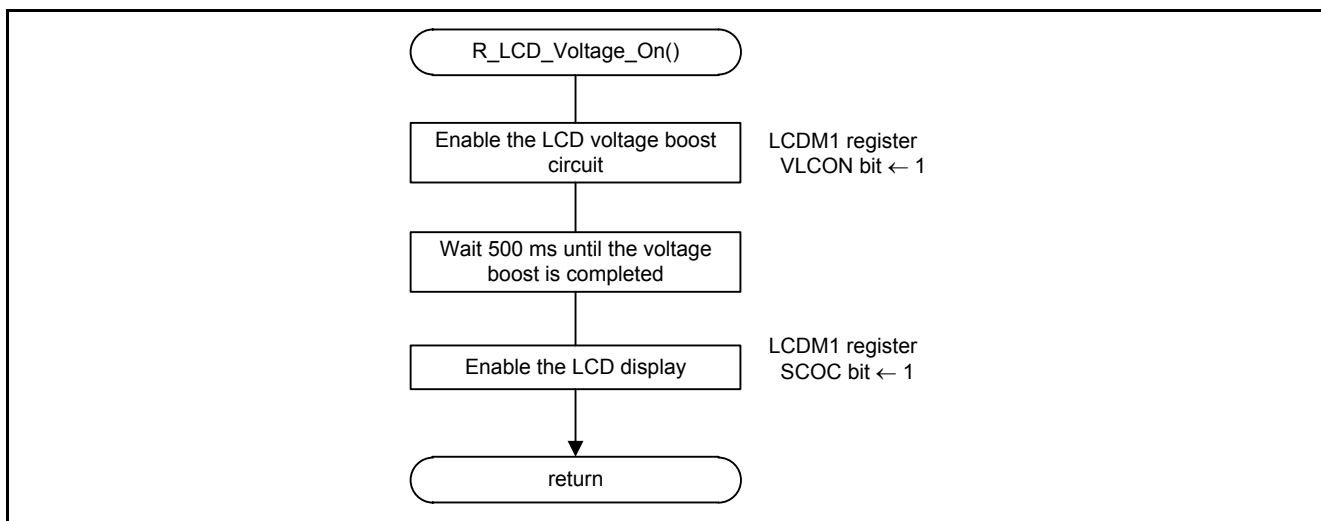 R_LCD_Voltage_On()
Enable the LCD voltage boost
circuit
LCDM1 register
VLCON bit ← 1
Wait 500 ms until the voltage
boost is completed
Enable the LCD display
LCDM1 register
SCOC bit ← 1
return